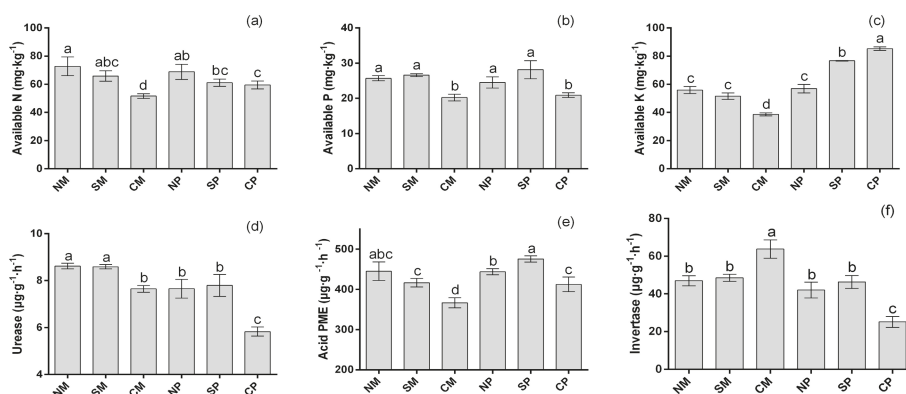 (a)
Available N (mg·kg⁻¹)
100
80
60
40
20
0
a
abc
d
ab
bc
c
NM
SM
CM
NP
SP
CP
(b)
Available P (mg·kg⁻¹)
40
30
20
10
0
a
a
b
a
a
b
NM
SM
CM
NP
SP
CP
(c)
Available K (mg·kg⁻¹)
100
80
60
40
20
0
c
c
d
c
b
a
NM
SM
CM
NP
SP
CP
(d)
Urease (μg·g⁻¹·h⁻¹)
10
8
6
4
a
a
b
b
b
c
NM
SM
CM
NP
SP
CP
(e)
Acid PME (μg·g⁻¹·h⁻¹)
500
400
300
200
abc
c
d
b
a
c
NM
SM
CM
NP
SP
CP
(f)
Invertase (μg·g⁻¹·h⁻¹)
80
60
40
20
0
b
b
a
b
b
c
NM
SM
CM
NP
SP
CP